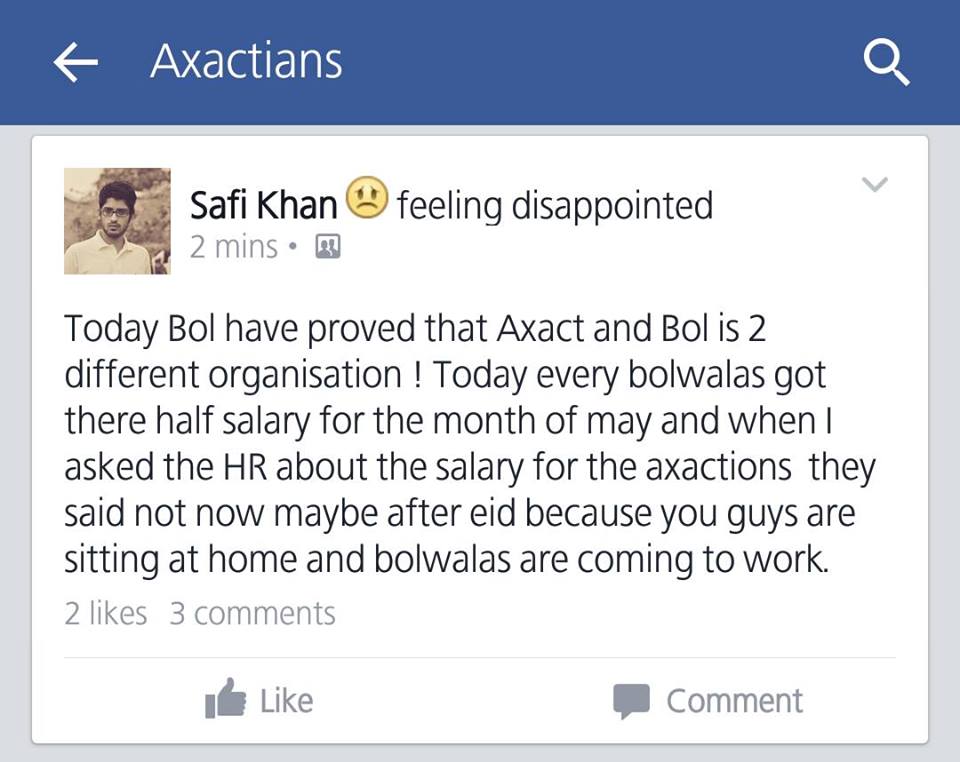 Axactians
Safi Khan feeling disappointed
2 mins •
Today Bol have proved that Axact and Bol is 2
different organisation ! Today every bolwalas got
there half salary for the month of may and when I
asked the HR about the salary for the axactions  they
said not now maybe after eid because you guys are
sitting at home and bolwalas are coming to work.
2 likes  3 comments
Like
Comment